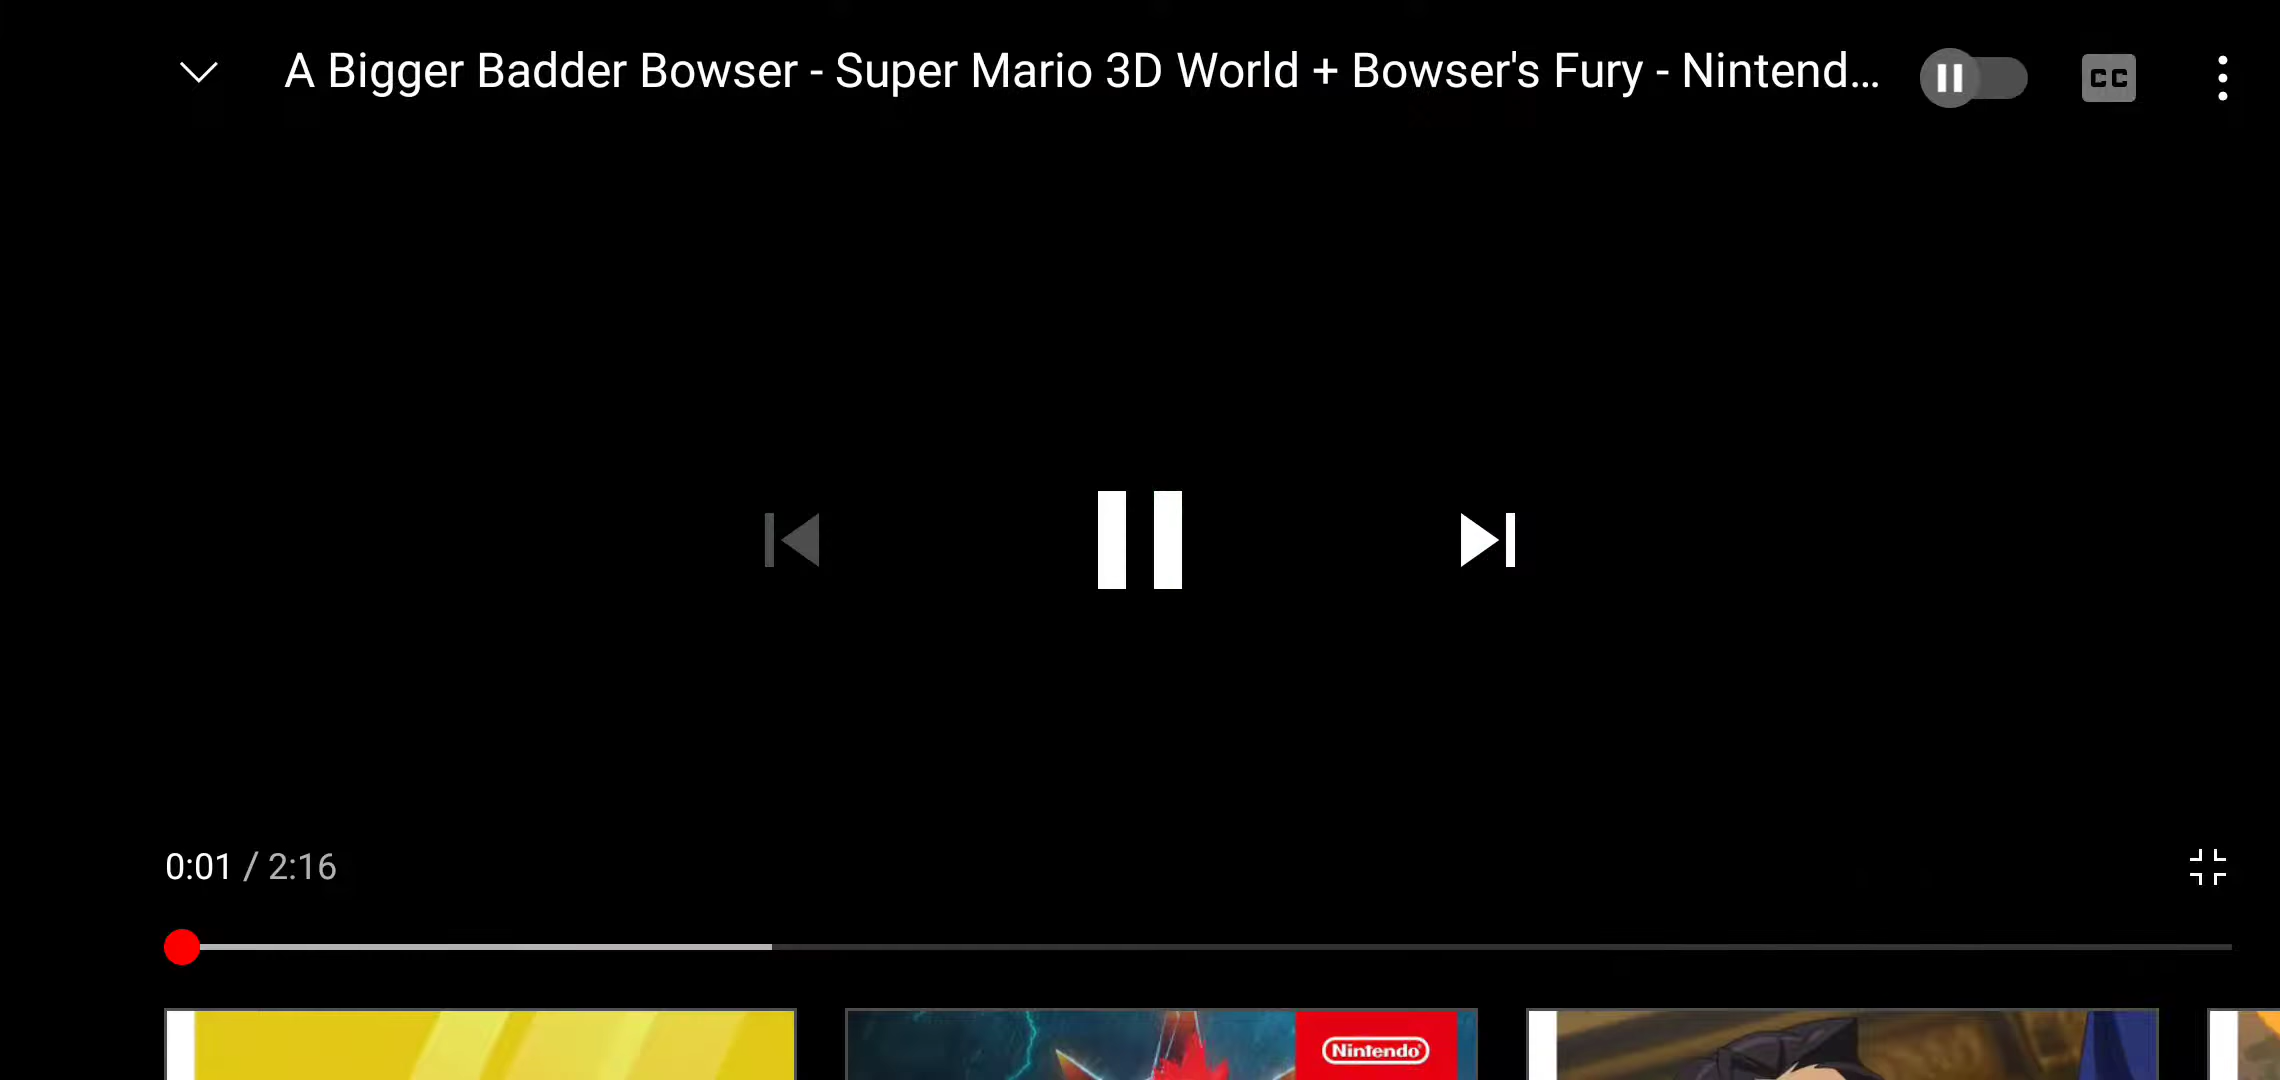 A Bigger Badder Bowser - Super Mario 3D World + Bowser's Fury - Nintend...
CC
0:01 / 2:16
Nintendo